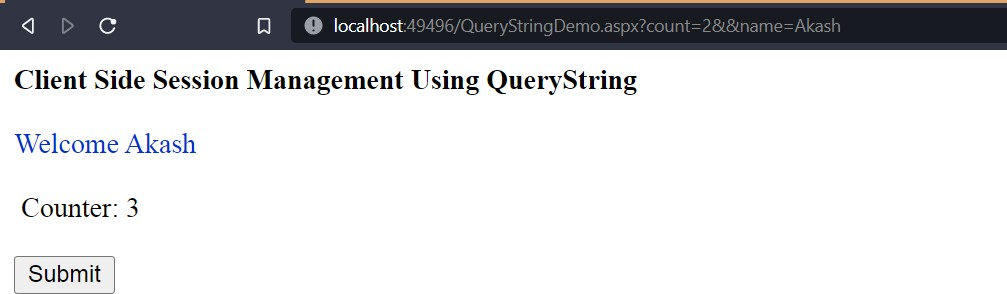 localhost:49496/QueryStringDemo.aspx?count=2&&name=Akash
Client Side Session Management Using QueryString
Welcome Akash
Counter: 3
Submit